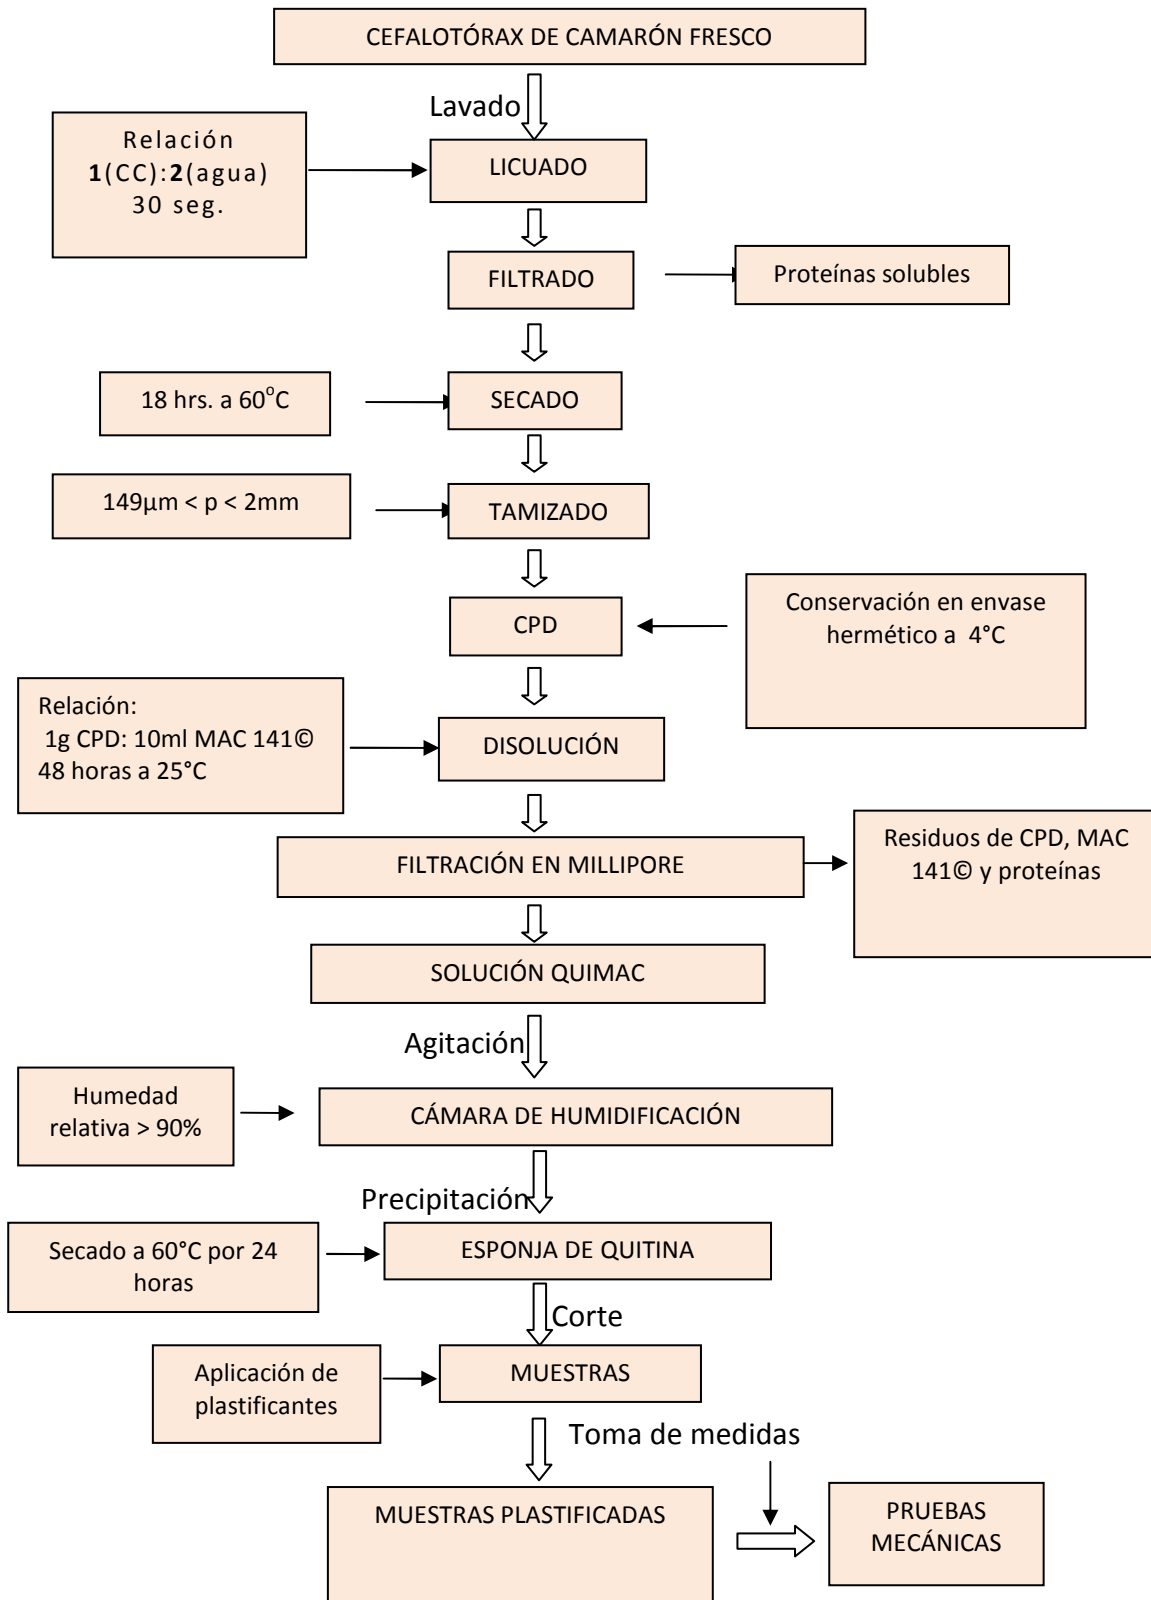 CEFALOTÓRAX DE CAMARÓN FRESCO
Lavado
Relación
1(CC):2(agua)
30 seg.
LICUADO
FILTRADO
Proteínas solubles
18 hrs. a 60°C
SECADO
149µm < p < 2mm
TAMIZADO
CPD
Conservación en envase
hermético a 4°C
Relación:
1g CPD: 10ml MAC 141©
48 horas a 25°C
DISOLUCIÓN
FILTRACIÓN EN MILLIPORE
Residuos de CPD, MAC
141© y proteínas
SOLUCIÓN QUIMAC
Agitación
Humedad
relativa > 90%
CÁMARA DE HUMIDIFICACIÓN
Precipitación
Secado a 60°C por 24
horas
ESPONJA DE QUITINA
Corte
Aplicación de
plastificantes
MUESTRAS
Toma de medidas
MUESTRAS PLASTIFICADAS
PRUEBAS
MECÁNICAS